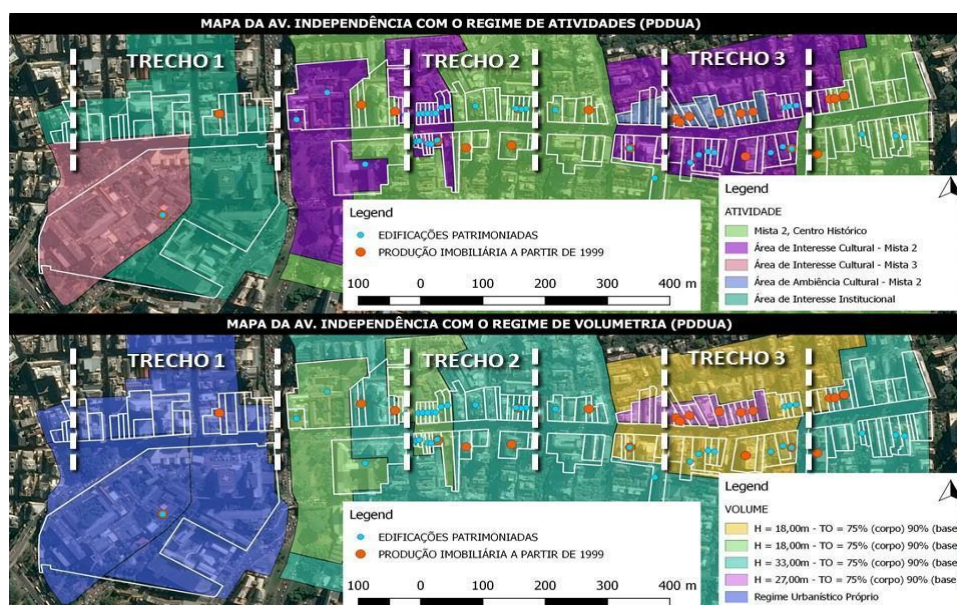 MAPA DA AV. INDEPENDÊNCIA COM O REGIME DE ATIVIDADES (PDDUA)
TRECHO 1
TRECHO 2
TRECHO 3
Legend
EDIFICAÇÕES PATRIMONIADAS
PRODUÇÃO IMOBILIÁRIA A PARTIR DE 1999
100 0 100 200 300 400 m
Legend
ATIVIDADE
Mista 2, Centro Histórico
Área de Interesse Cultural - Mista 2
Área de Interesse Cultural - Mista 3
Área de Ambiência Cultural - Mista 2
Área de Interesse Institucional
MAPA DA AV. INDEPENDÊNCIA COM O REGIME DE VOLUMETRIA (PDDUA)
TRECHO 1
TRECHO 2
TRECHO 3
Legend
EDIFICAÇÕES PATRIMONIADAS
PRODUÇÃO IMOBILIÁRIA A PARTIR DE 1999
100 0 100 200 300 400 m
Legend
VOLUME
H = 18,00m - TO = 75% (corpo) 90% (base
H = 18,00m - TO = 75% (corpo) 90% (base
H = 33,00m - TO = 75% (corpo) 90% (base
H = 27,00m - TO = 75% (corpo) 90% (base
Regime Urbanístico Próprio